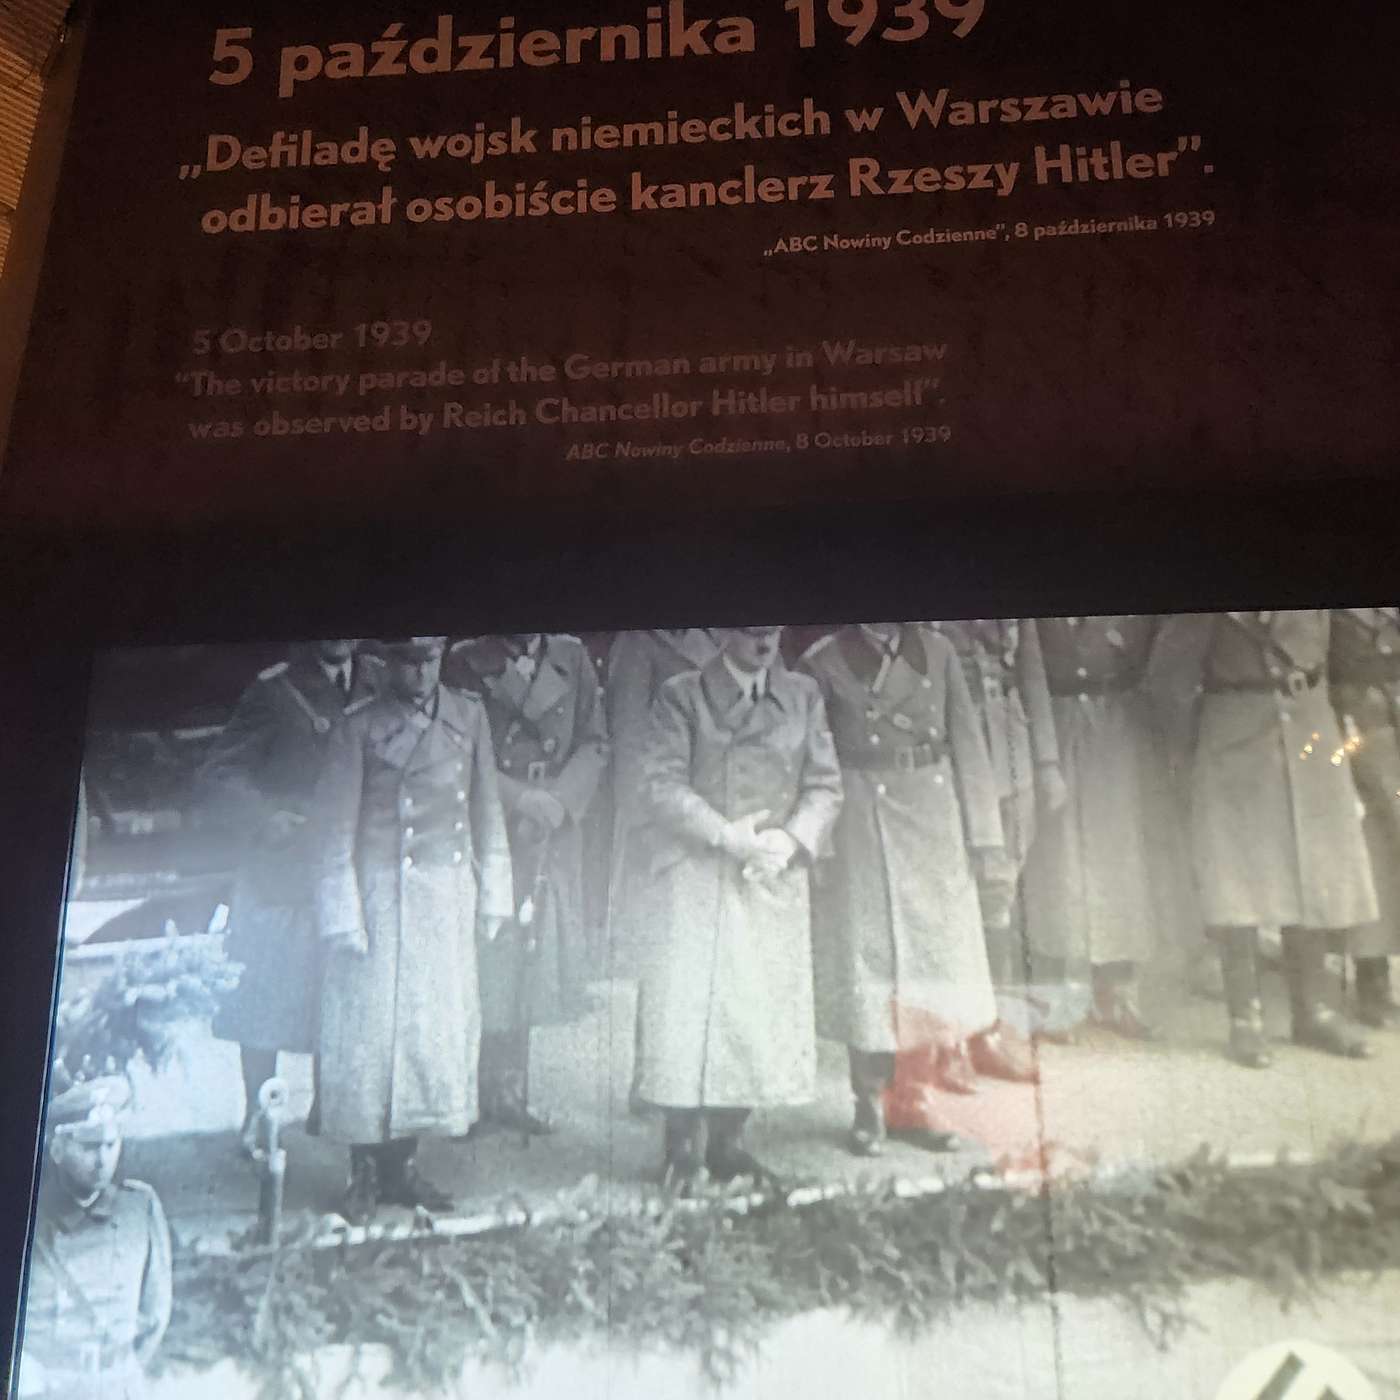 5 października 1939
„Defiladę wojsk niemieckich w Warszawie
odbierał osobiście kanclerz Rzeszy Hitler”.
„ABC Nowiny Codzienne”, 8 października 1939
5 October 1939
“The victory parade of the German army in Warsaw
was observed by Reich Chancellor Hitler himself”.
ABC Nowiny Codzienne, 8 October 1939